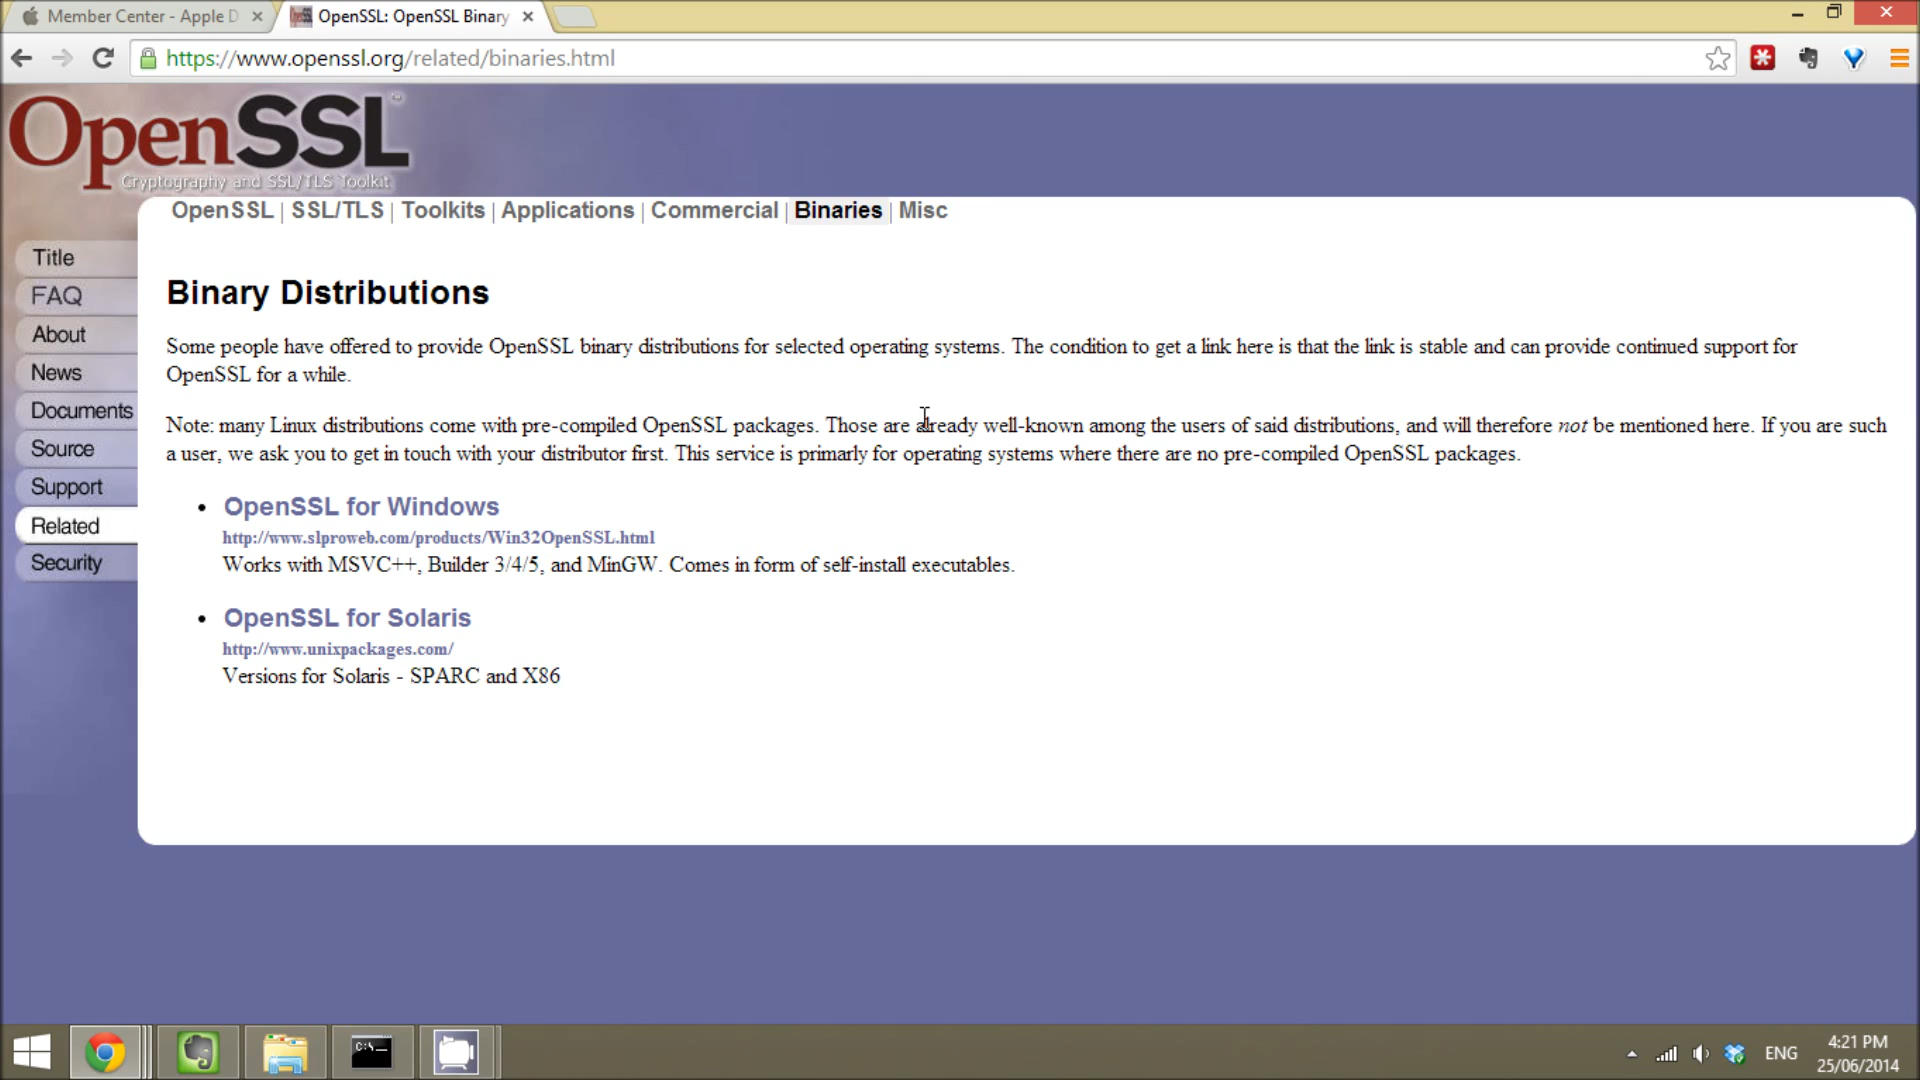 Member Center - Apple D
OpenSSL: OpenSSL Binary
https://www.openssl.org/related/binaries.html
OpenSSL™
Cryptography and SSL/TLS Toolkit
OpenSSL | SSL/TLS | Toolkits | Applications | Commercial | Binaries | Misc
Title
FAQ
About
News
Documents
Source
Support
Related
Security
Binary Distributions
Some people have offered to provide OpenSSL binary distributions for selected operating systems. The condition to get a link here is that the link is stable and can provide continued support for
OpenSSL for a while.
Note: many Linux distributions come with pre-compiled OpenSSL packages. Those are already well-known among the users of said distributions, and will therefore not be mentioned here. If you are such
a user, we ask you to get in touch with your distributor first. This service is primarly for operating systems where there are no pre-compiled OpenSSL packages.
• OpenSSL for Windows
http://www.slproweb.com/products/Win32OpenSSL.html
Works with MSVC++, Builder 3/4/5, and MinGW. Comes in form of self-install executables.
• OpenSSL for Solaris
http://www.unixpackages.com/
Versions for Solaris - SPARC and X86
C:\
ENG
4:21 PM
25/06/2014